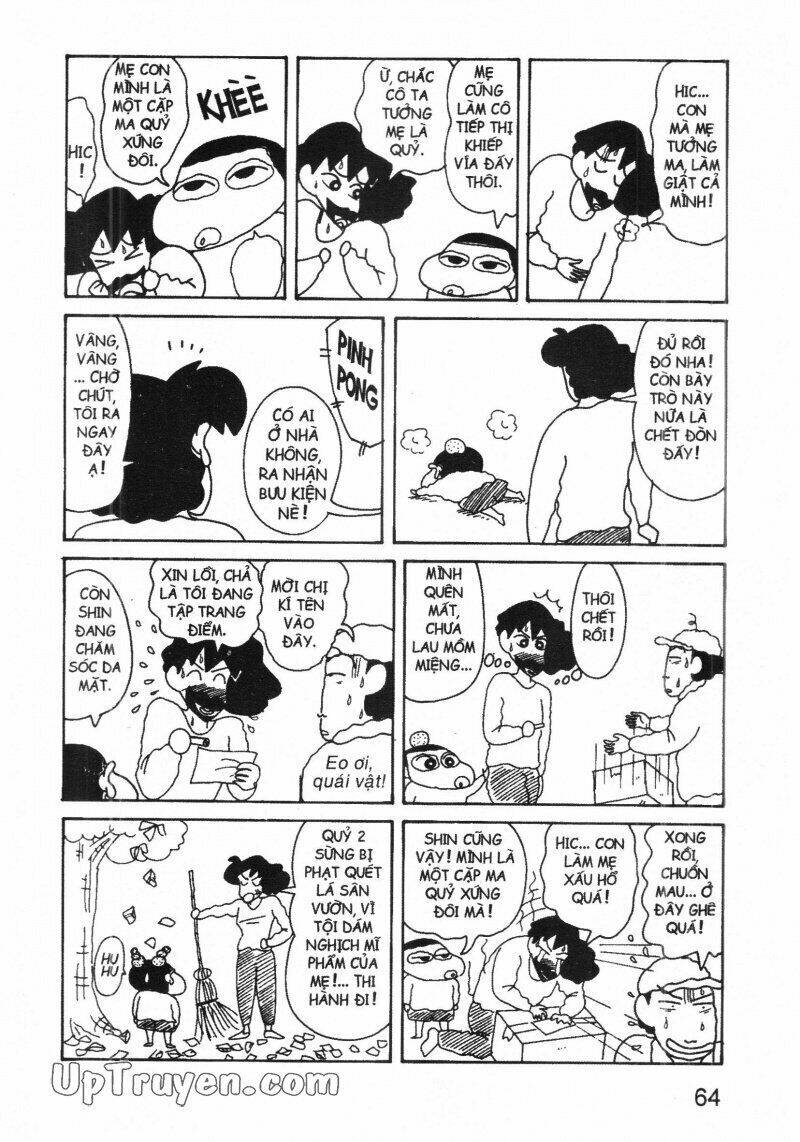 HIC...
CON
MÀ MẸ
TƯỞNG
MA, LÀM
GIẬT CẢ
MÌNH!
MẸ
CŨNG
LÀM CÔ
TIẾP THỊ
KHIẾP
VÍA ĐẤY
THÔI.
Ừ, CHẮC
CÔ TA
TƯỞNG
MẸ LÀ
QUỶ.
KHÈÈ
MẸ CON
MÌNH LÀ
MỘT CẶP
MA QUỶ
XỨNG
ĐÔI.
HIC
!
ĐỦ RỒI
ĐÓ NHA!
CÒN BÀY
TRÒ NÀY
NỮA LÀ
CHẾT ĐÒN
ĐẤY!
PINH
PONG
CÓ AI
Ở NHÀ
KHÔNG,
RA NHẬN
BƯU KIỆN
NÈ!
VÂNG,
VÂNG
... CHỜ
CHÚT,
TÔI RA
NGAY
ĐÂY
Ạ!
THÔI
CHẾT
RỒI!
MÌNH
QUÊN
MẤT,
CHƯA
LAU MỒM
MIỆNG...
MỜI CHỊ
KÍ TÊN
VÀO
ĐÂY.
XIN LỖI, CHẢ
LÀ TÔI ĐANG
TẬP TRANG
ĐIỂM.
CÒN
SHIN
ĐANG
CHĂM
SÓC DA
MẶT.
Eo ơi,
quái vật!
XONG
RỒI,
CHUỒN
MAU... Ở
ĐÂY GHÊ
QUÁ!
HIC... CON
LÀM MẸ
XẤU HỔ
QUÁ!
SHIN CŨNG
VẬY! MÌNH LÀ
MỘT CẶP MA
QUỶ XỨNG
ĐÔI MÀ!
QUỶ 2
SỪNG BỊ
PHẠT QUÉT
LÁ SÂN
VƯỜN, VÌ
TỘI DÁM
NGHỊCH MĨ
PHẨM CỦA
MẸ!... THI
HÀNH ĐI!
HU
HU
UpTruyen.com
64